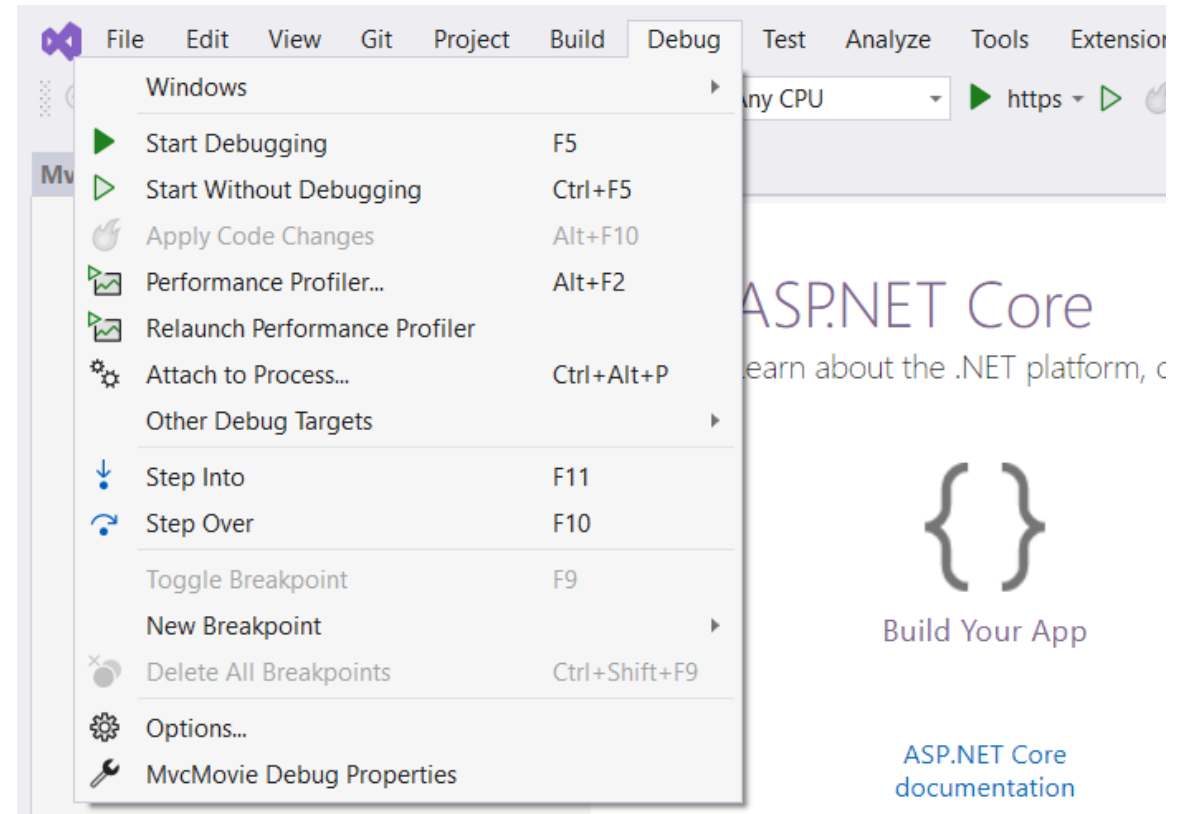 File Edit View Git Project Build Debug Test Analyze Tools
Windows
Any CPU https
Start Debugging F5
Start Without Debugging Ctrl+F5
Apply Code Changes Alt+F10
Performance Profiler... Alt+F2
Relaunch Performance Profiler
Attach to Process... Ctrl+Alt+P
Other Debug Targets
Step Into F11
Step Over F10
Toggle Breakpoint F9
New Breakpoint
Delete All Breakpoints Ctrl+Shift+F9
Options...
MvcMovie Debug Properties
ASP.NET Core
Learn about the .NET platform,
{ }
Build Your App
ASP.NET Core
documentation